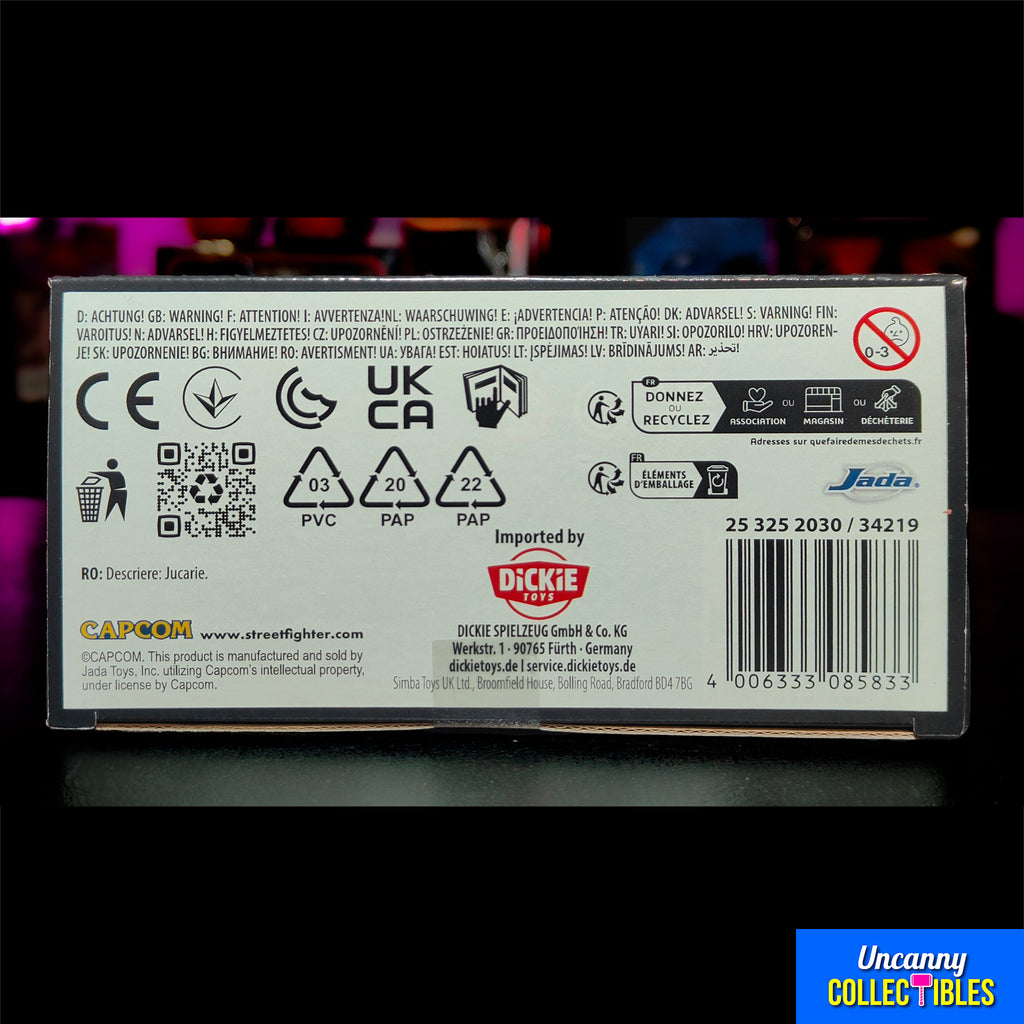 D: ACHTUNG! GB: WARNING! F: ATTENTION! I: AVVERTENZA!NL: WAARSCHUWING! E: ¡ADVERTENCIA! P: ATENÇÃO! DK: ADVARSEL! S: VARNING! FIN:
VAROITUS! N: ADVARSEL! H: FIGYELMEZTETES! CZ: UPOZORNĚNÍ! PL: OSTRZEŻENIE! GR: ΠΡΟΕΙΔΟΠΟΊΗΣΗ! TR: UYARI! SI: OPOZORILO! HRV: UPOZOREN-
JE! SK: UPOZORNENIE! BG: ВНИМАНИЕ! RO: AVERTISMENT! UA: УВАГА! EST: HOIATUS! LT: ĮSPĖJIMAS! LV: BRĪDINĀJUMS! AR: تحذير!
0-3
CE
UK
CA
FR
DONNEZ
OU
RECYCLEZ
ASSOCIATION OU MAGASIN OU DÉCHÈTERIE
Adresses sur quefairedemesdechets.fr
FR
ÉLÉMENTS
D'EMBALLAGE
Jada®
03 20 22
PVC PAP PAP
25 325 2030 / 34219
Imported by
DICKIE
TOYS
RO: Descriere: Jucarie.
CAPCOM www.streetfighter.com
©CAPCOM. This product is manufactured and sold by
Jada Toys, Inc. utilizing Capcom's intellectual property,
under license by Capcom.
DICKIE SPIELZEUG GmbH & Co. KG
Werkstr. 1 · 90765 Fürth · Germany
dickietoys.de I service.dickietoys.de
Simba Toys UK Ltd., Broomfield House, Bolling Road, Bradford BD4 7BG
4 006333 085833
Uncanny
COLLECTIBLES